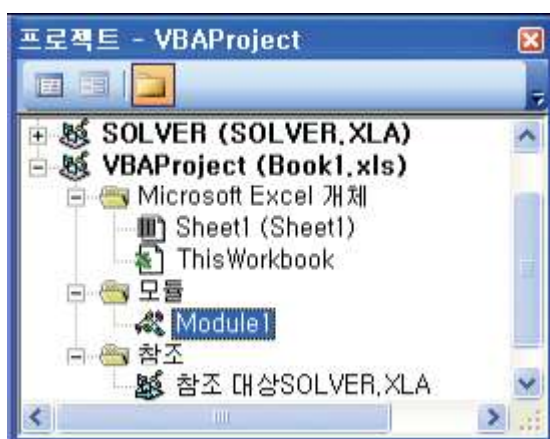 프로젝트 - VBAProject
SOLVER (SOLVER.XLA)
VBAProject (Book1.xls)
Microsoft Excel 개체
Sheet1 (Sheet1)
ThisWorkbook
모듈
Module1
참조
참조 대상SOLVER.XLA